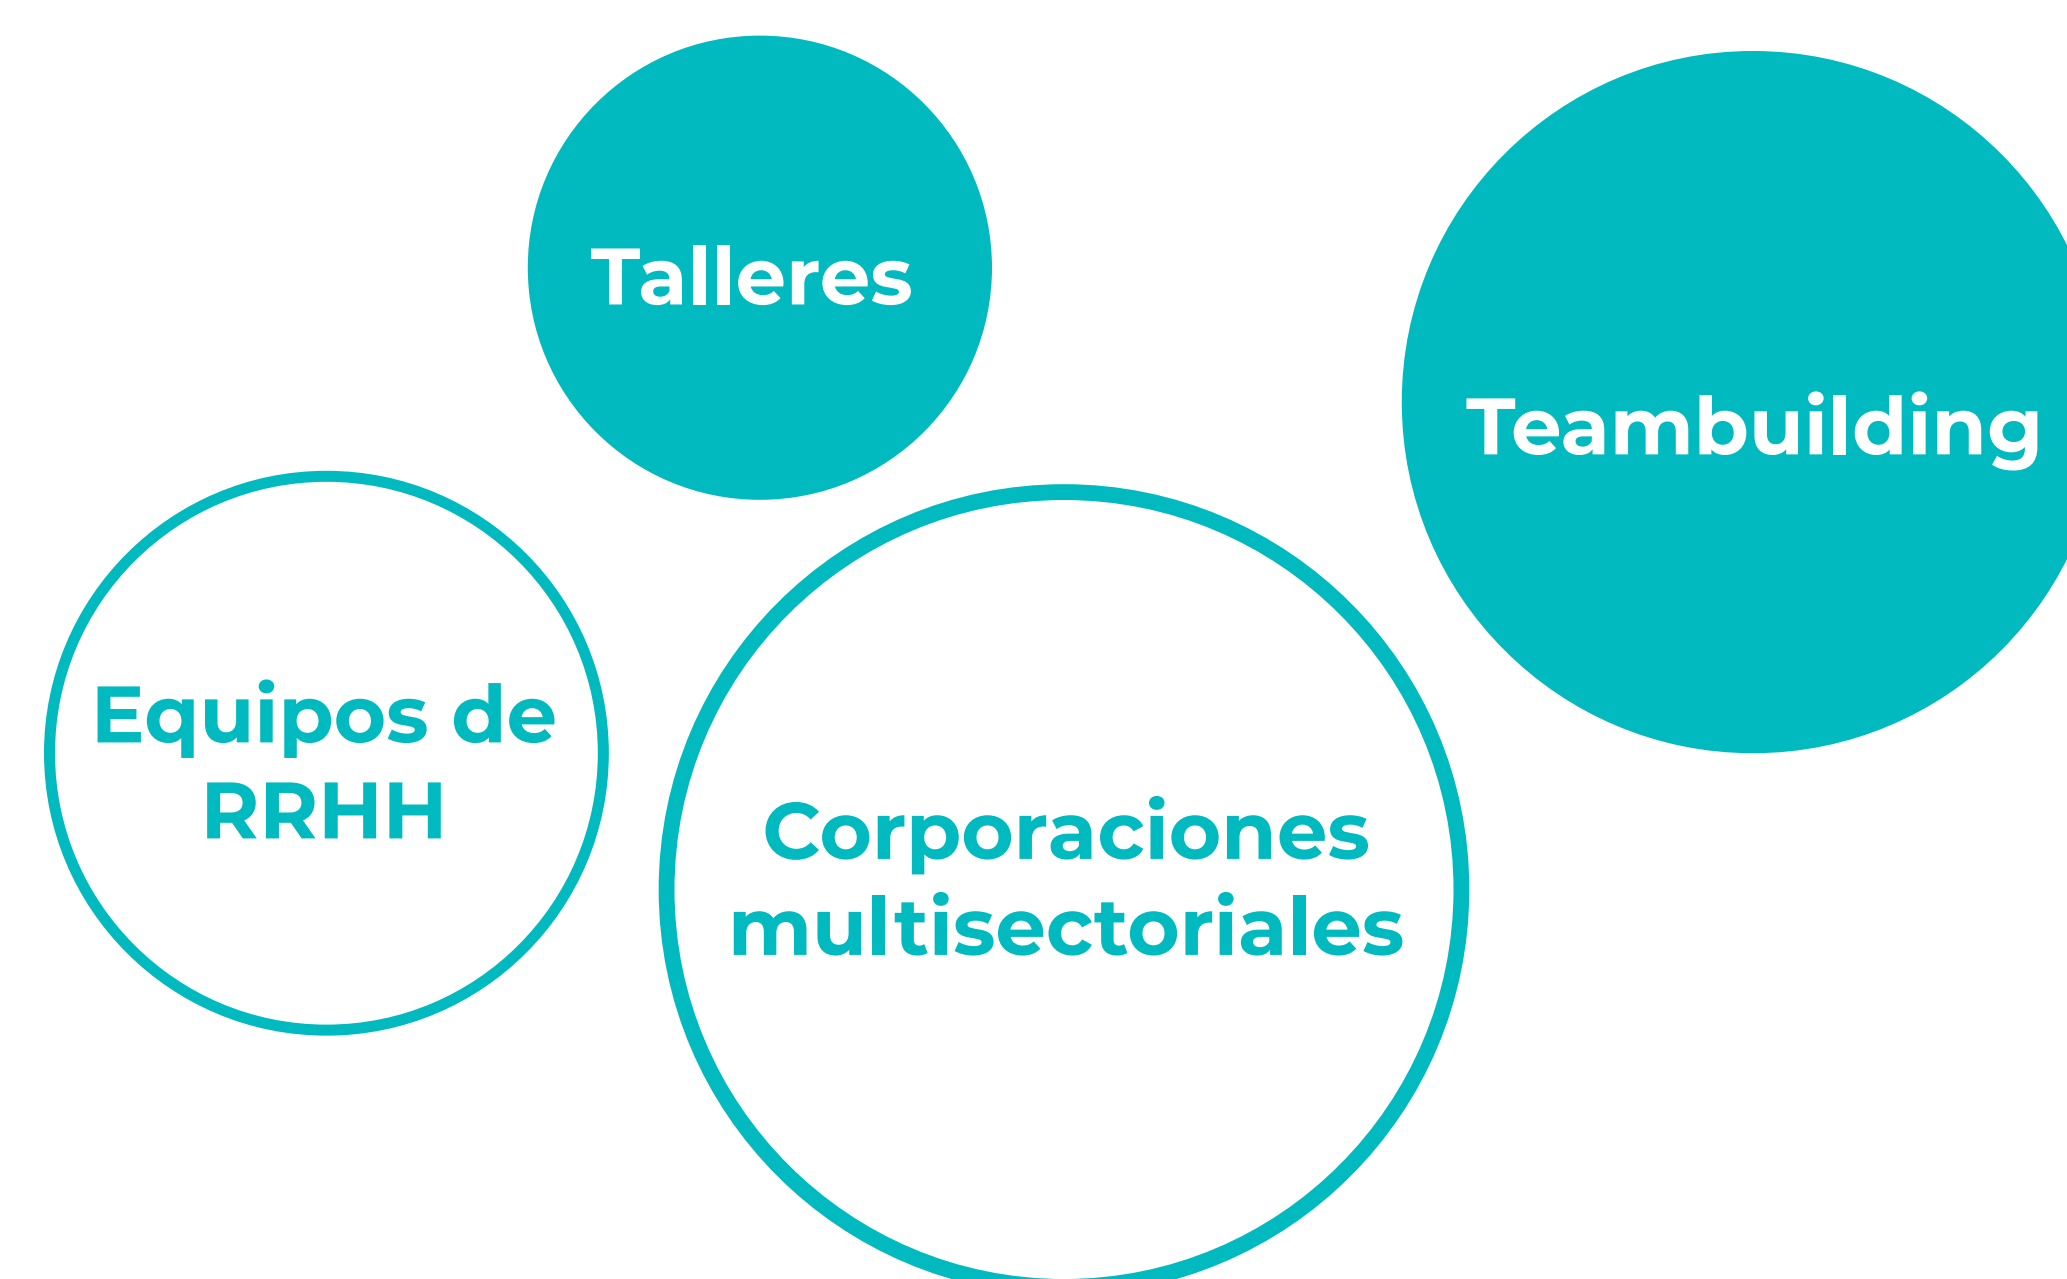 Talleres
Teambuilding
Equipos de
RRHH
Corporaciones
multisectoriales